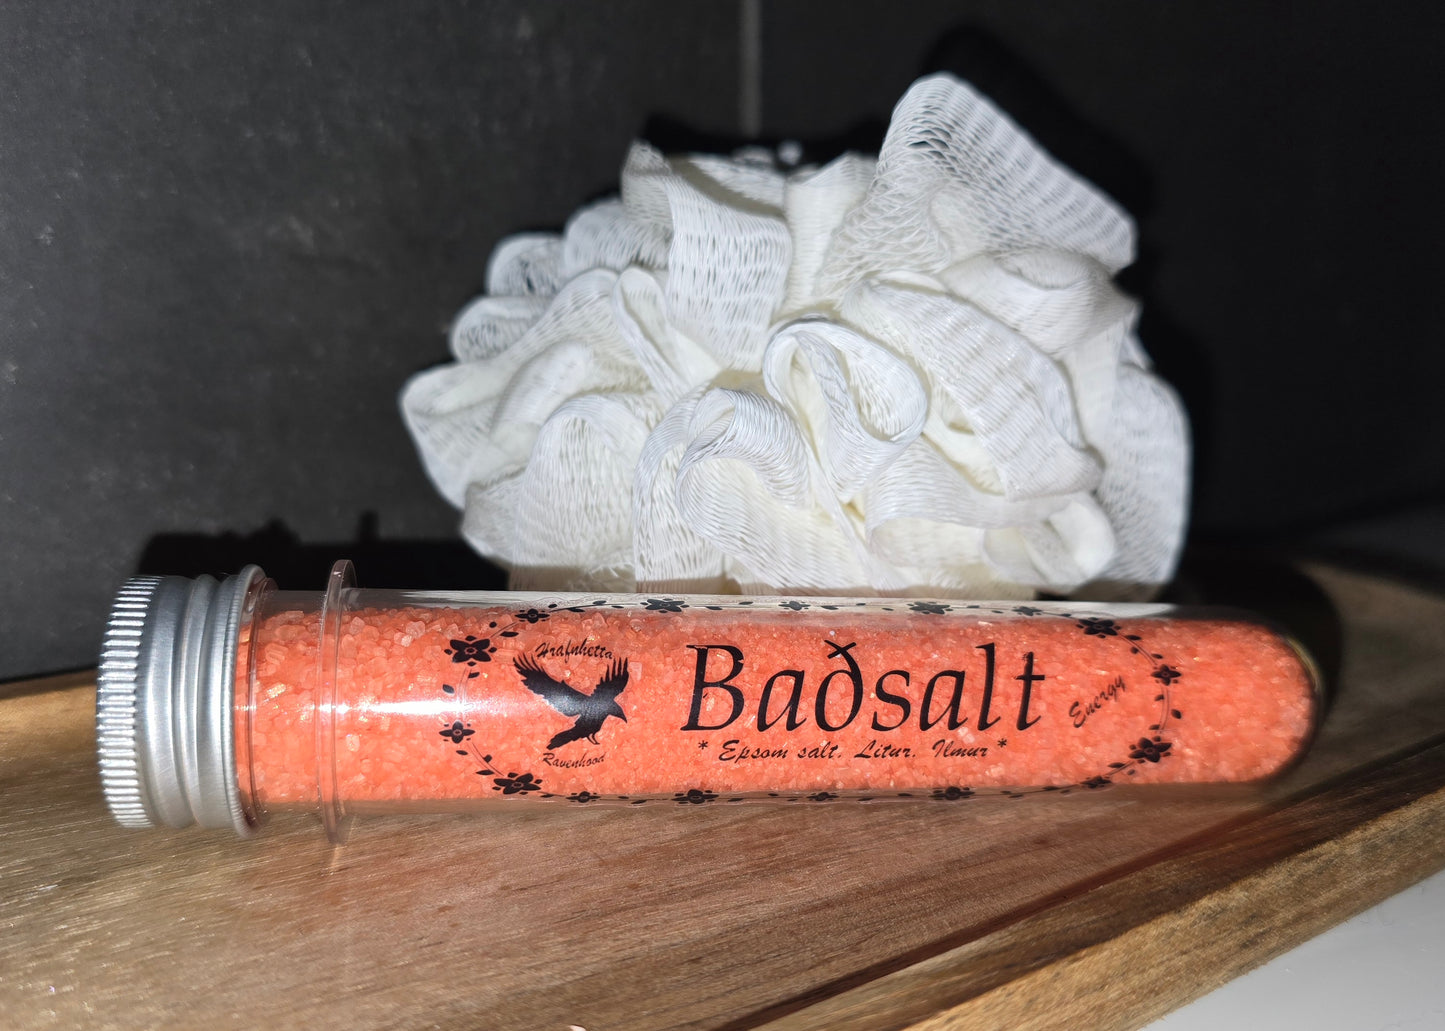 Hrafnhetta
Ravenhood
Baðsalt
* Epsom salt. Litur. Ilmur *
Energy